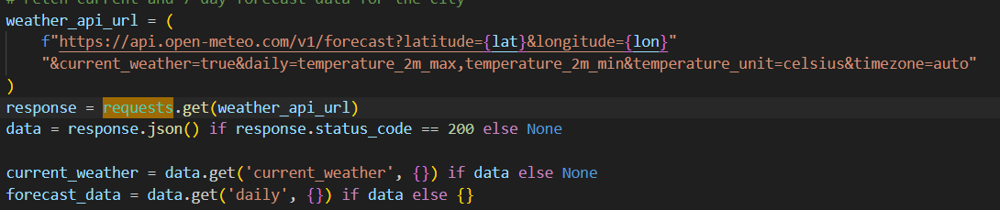 # Fetch current and 7-day forecast data for the city
weather_api_url = (
    f"https://api.open-meteo.com/v1/forecast?latitude={lat}&longitude={lon}"
    "&current_weather=true&daily=temperature_2m_max,temperature_2m_min&temperature_unit=celsius&timezone=auto"
)
response = requests.get(weather_api_url)
data = response.json() if response.status_code == 200 else None

current_weather = data.get('current_weather', {}) if data else None
forecast_data = data.get('daily', {}) if data else {}